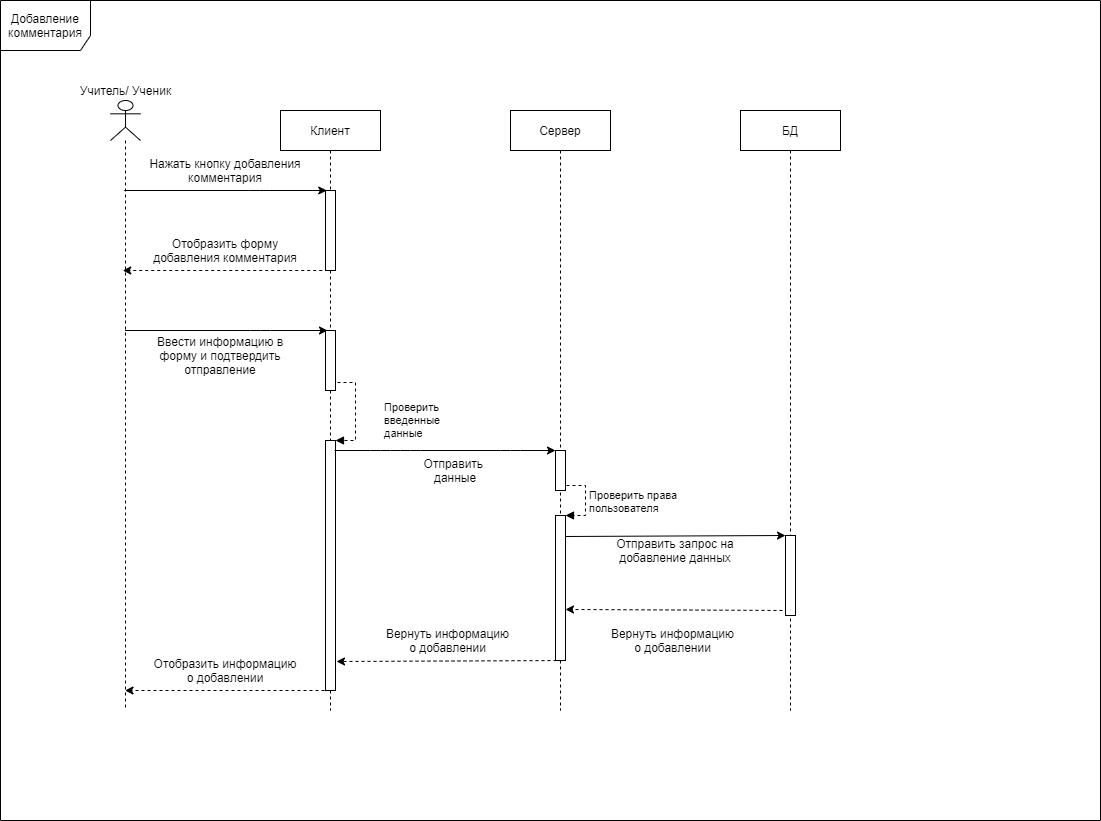 Добавление
комментария
Учитель/ Ученик
Клиент
Сервер
БД
Нажать кнопку добавления
комментария
Отобразить форму
добавления комментария
Ввести информацию в
форму и подтвердить
отправление
Проверить
введенные
данные
Отправить
данные
Проверить права
пользователя
Отправить запрос на
добавление данных
Вернуть информацию
о добавлении
Вернуть информацию
о добавлении
Отобразить информацию
о добавлении